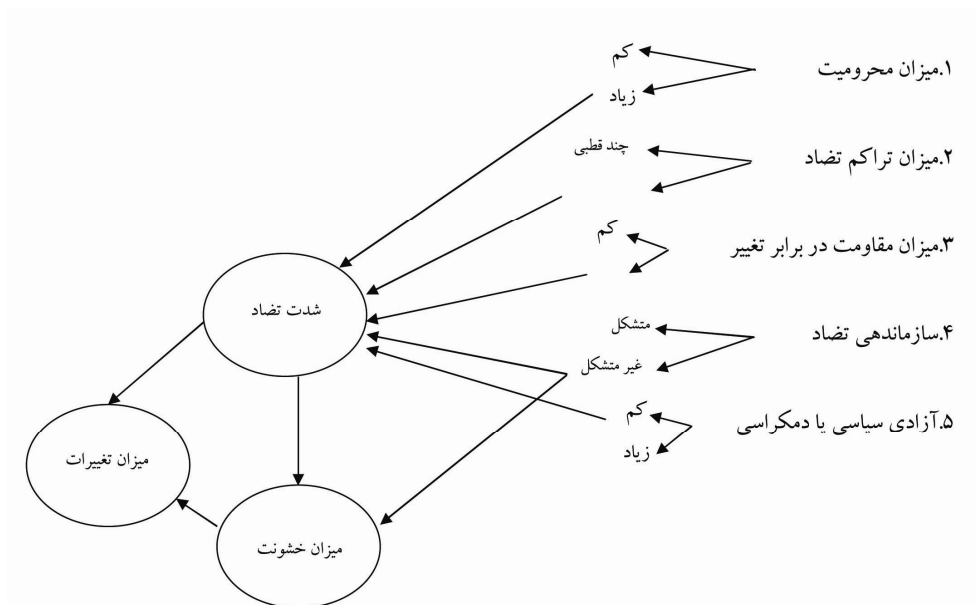 ۱.میزان محرومیت
کم
زیاد
۲.میزان تراکم تضاد
چند قطبی
۳.میزان مقاومت در برابر تغییر
کم
۴.سازماندهی تضاد
متشکل
غیر متشکل
۵.آزادی سیاسی یا دمکراسی
کم
زیاد
شدت تضاد
میزان تغییرات
میزان خشونت